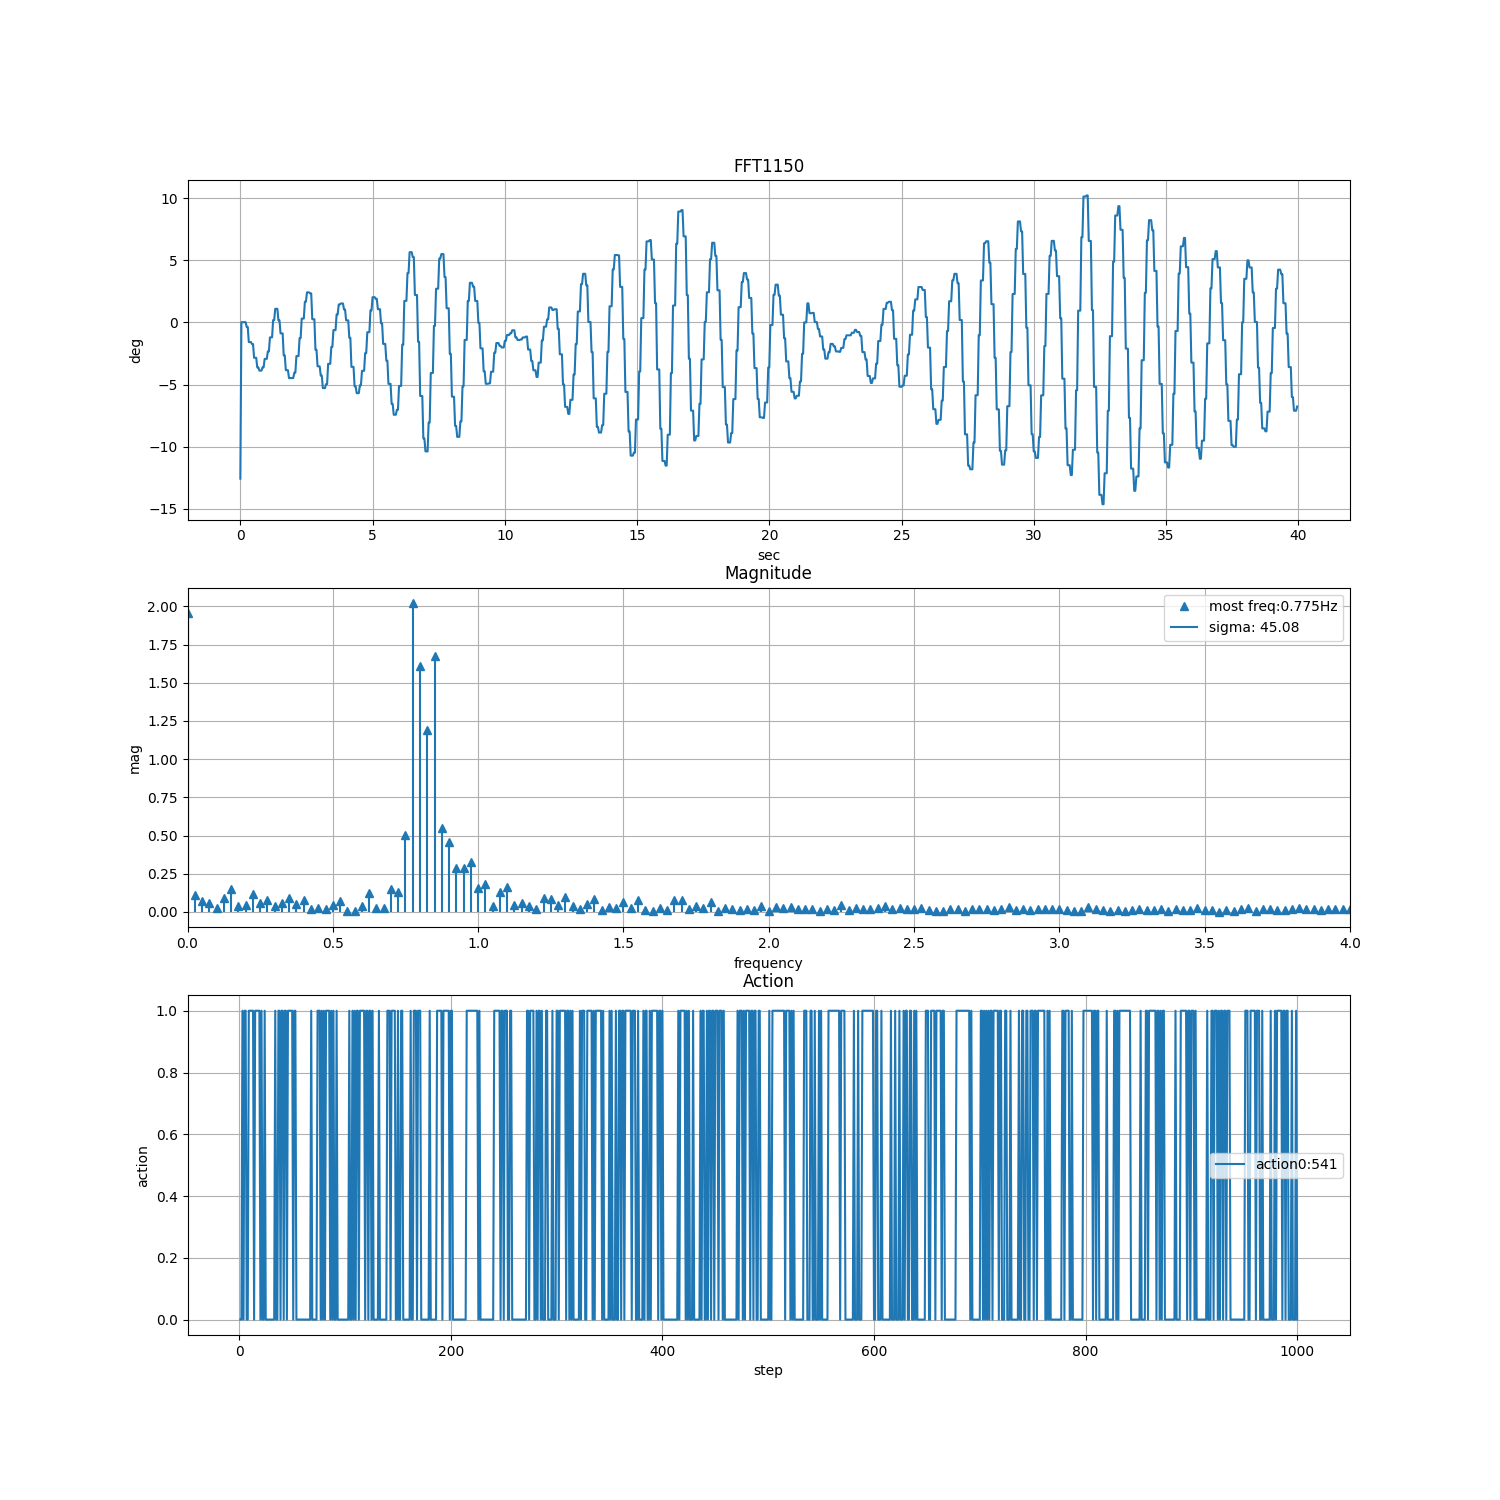 FFT1150
10
5
0
−5
−10
−15
deg
0 5 10 15 20 25 30 35 40
sec
Magnitude
2.00
1.75
1.50
1.25
1.00
0.75
0.50
0.25
0.00
mag
most freq:0.775Hz
sigma: 45.08
0.0 0.5 1.0 1.5 2.0 2.5 3.0 3.5 4.0
frequency
Action
1.0
0.8
0.6
0.4
0.2
0.0
action
action0:541
0 200 400 600 800 1000
step